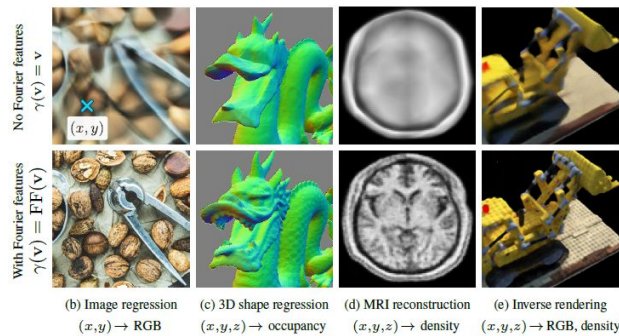 No Fourier features
γ(v) = v
(x, y)
With Fourier features
γ(v) = FF(v)
(b) Image regression (c) 3D shape regression (d) MRI reconstruction (e) Inverse rendering
(x,y) → RGB (x,y,z) → occupancy (x,y,z) → density (x,y,z) → RGB, density